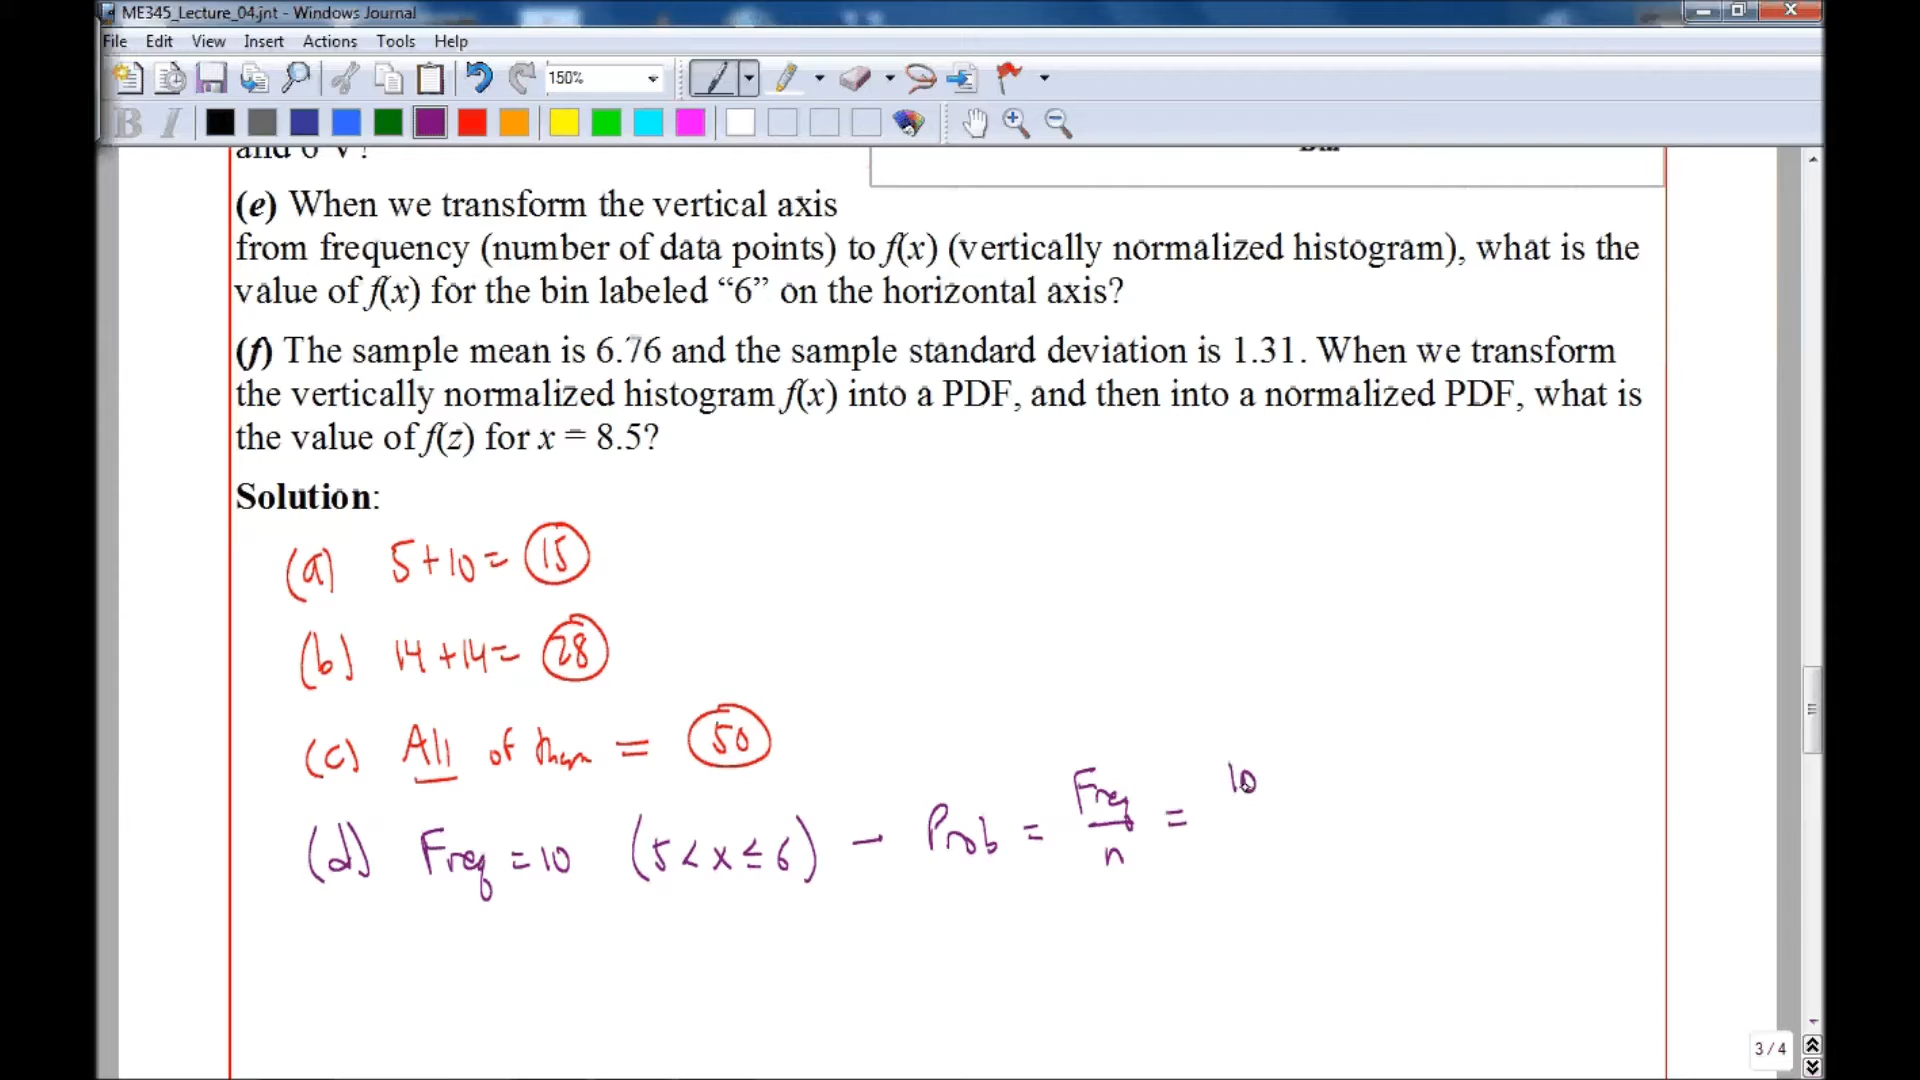 ME345_Lecture_04.jnt - Windows Journal
File Edit View Insert Actions Tools Help
150%
B I
and 6 V?
(e) When we transform the vertical axis
from frequency (number of data points) to f(x) (vertically normalized histogram), what is the
value of f(x) for the bin labeled “6” on the horizontal axis?
(f) The sample mean is 6.76 and the sample standard deviation is 1.31. When we transform
the vertically normalized histogram f(x) into a PDF, and then into a normalized PDF, what is
the value of f(z) for x = 8.5?
Solution:
(a) 5+10= 15
(b) 14+14= 28
(c) All of them = 50
(d) Freq = 10 (5 < x ≤ 6) - Prob = Freq/n = 10
3 / 4